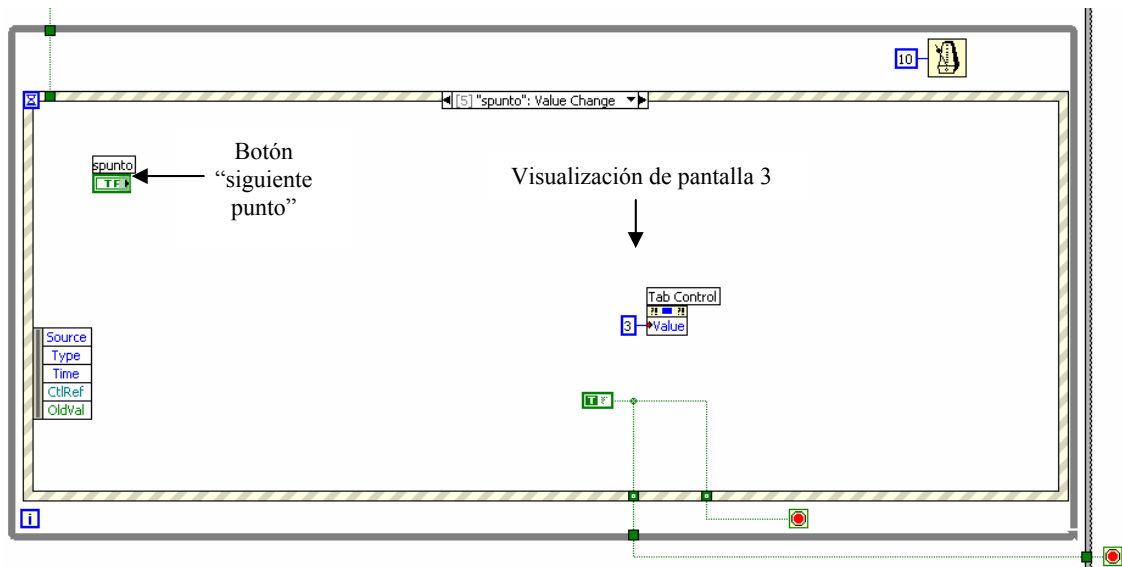 10
[5] "spunto": Value Change
spunto
TF
Botón
“siguiente
punto”
Visualización de pantalla 3
Tab Control
3
Value
Source
Type
Time
CtlRef
OldVal
T
i